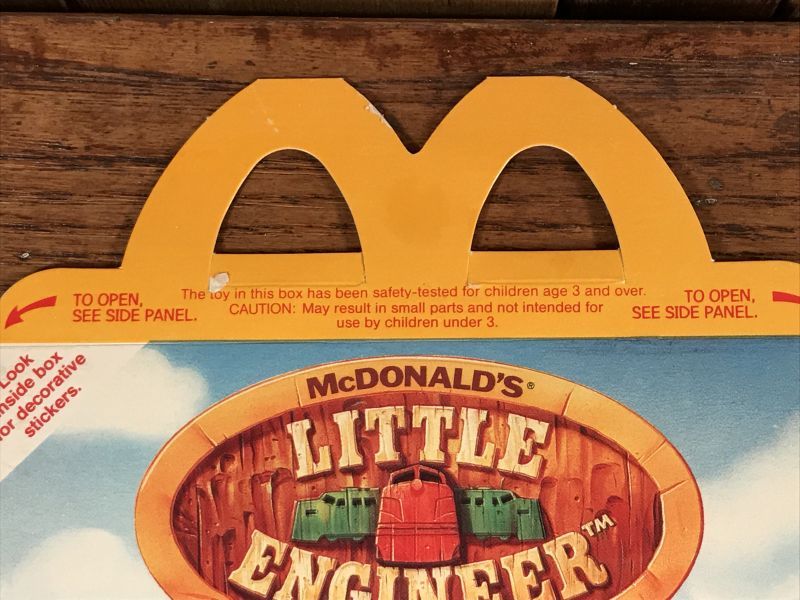 The toy in this box has been safety-tested for children age 3 and over.
CAUTION: May result in small parts and not intended for
use by children under 3.
TO OPEN,
SEE SIDE PANEL.
TO OPEN,
SEE SIDE PANEL.
Look
inside box
for decorative
stickers.
McDONALD'S®
LITTLE
ENGINEER™